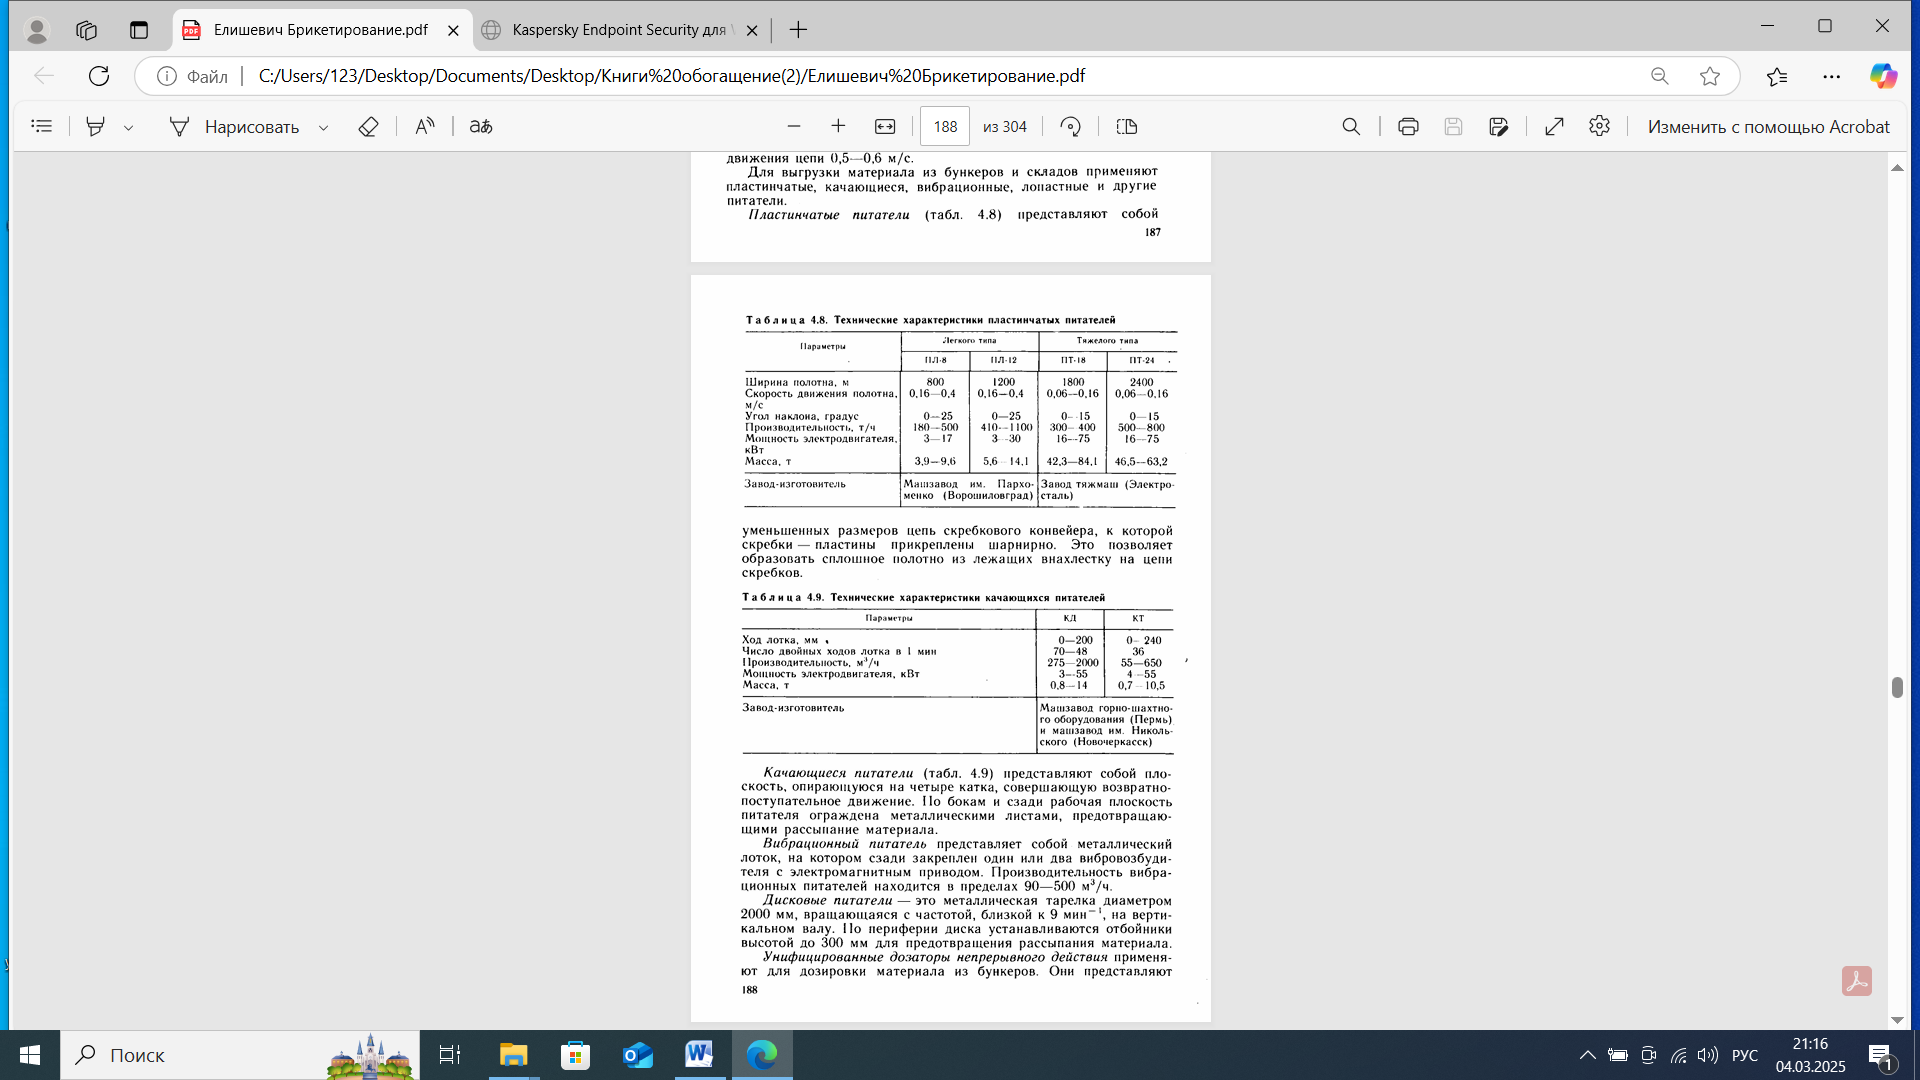 Елишевич Брикетирование.pdf
Kaspersky Endpoint Security для
Файл
C:/Users/123/Desktop/Documents/Desktop/Книги%20обогащение(2)/Елишевич%20Брикетирование.pdf
Нарисовать
188 из 304
Изменить с помощью Acrobat
движения цепи 0,5—0,6 м/с.
Для выгрузки материала из бункеров и складов применяют
пластинчатые, качающиеся, вибрационные, лопастные и другие
питатели.
Пластинчатые питатели (табл. 4.8) представляют собой
187
Таблица 4.8. Технические характеристики пластинчатых питателей
Параметры Легкого типа Тяжелого типа
ПЛ-8 ПЛ-12 ПТ-18 ПТ-24
Ширина полотна, м 800 1200 1800 2400
Скорость движения полотна, 0,16—0,4 0,16—0,4 0,06—0,16 0,06—0,16
м/с
Угол наклона, градус 0—25 0—25 0—15 0—15
Производительность, т/ч 180—500 410—1100 300—400 500—800
Мощность электродвигателя, 3—17 3—30 16—75 16—75
кВт
Масса, т 3,9—9,6 5,6—14,1 42,3—84,1 46,5—63,2
Завод-изготовитель Машзавод им. Пархо- Завод тяжмаш (Электро-
менко (Ворошиловград) сталь)
уменьшенных размеров цепь скребкового конвейера, к которой
скребки — пластины прикреплены шарнирно. Это позволяет
образовать сплошное полотно из лежащих внахлестку на цепи
скребков.
Таблица 4.9. Технические характеристики качающихся питателей
Параметры КД КТ
Ход лотка, мм 0—200 0—240
Число двойных ходов лотка в 1 мин 70—48 36
Производительность, м³/ч 275—2000 55—650
Мощность электродвигателя, кВт 3—55 4—55
Масса, т 0,8—14 0,7—10,5
Завод-изготовитель Машзавод горно-шахтно-
го оборудования (Пермь)
и машзавод им. Николь-
ского (Новочеркасск)
Качающиеся питатели (табл. 4.9) представляют собой пло-
скость, опирающуюся на четыре катка, совершающую возвратно-
поступательное движение. По бокам и сзади рабочая плоскость
питателя ограждена металлическими листами, предотвращаю-
щими рассыпание материала.
Вибрационный питатель представляет собой металлический
лоток, на котором сзади закреплен один или два вибровозбуди-
теля с электромагнитным приводом. Производительность вибра-
ционных питателей находится в пределах 90—500 м³/ч.
Дисковые питатели — это металлическая тарелка диаметром
2000 мм, вращающаяся с частотой, близкой к 9 мин⁻¹, на верти-
кальном валу. По периферии диска устанавливаются отбойники
высотой до 300 мм для предотвращения рассыпания материала.
Унифицированные дозаторы непрерывного действия применя-
ют для дозировки материала из бункеров. Они представляют
188
Поиск
РУС
21:16
04.03.2025
1